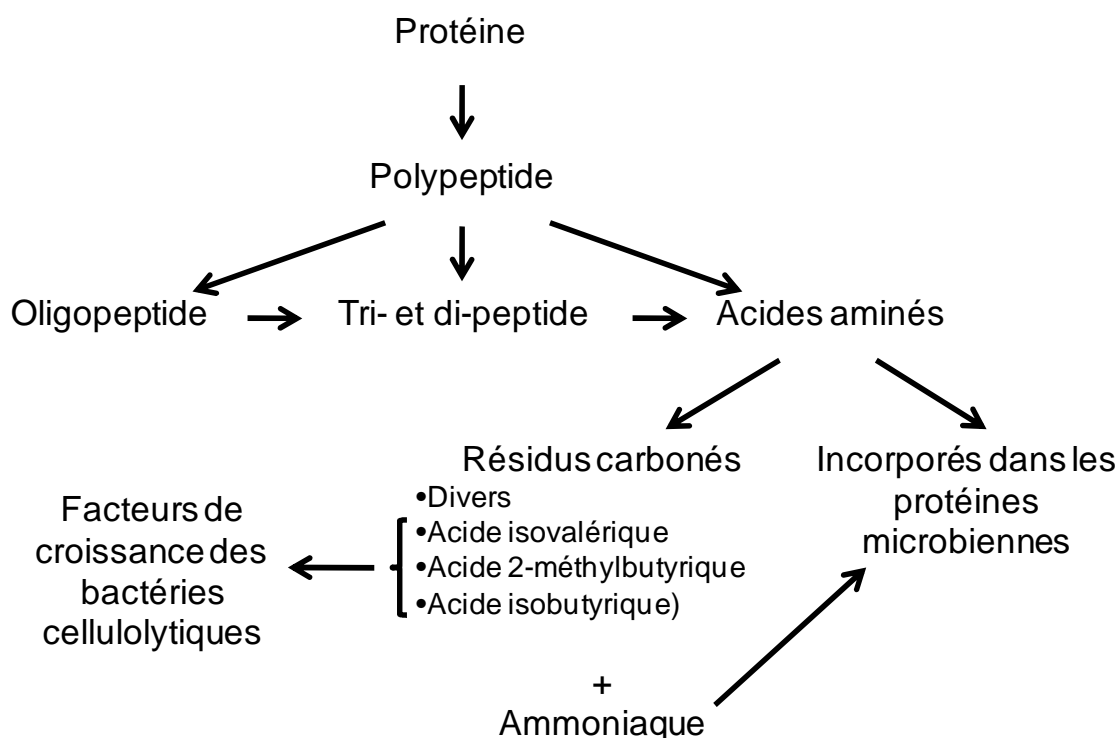 Protéine
Polypeptide
Oligopeptide
Tri- et di-peptide
Acides aminés
Résidus carbonés
•Divers
•Acide isovalérique
•Acide 2-méthylbutyrique
•Acide isobutyrique)
Incorporés dans les
protéines
microbiennes
Facteurs de
croissance des
bactéries
cellulolytiques
+
Ammoniaque